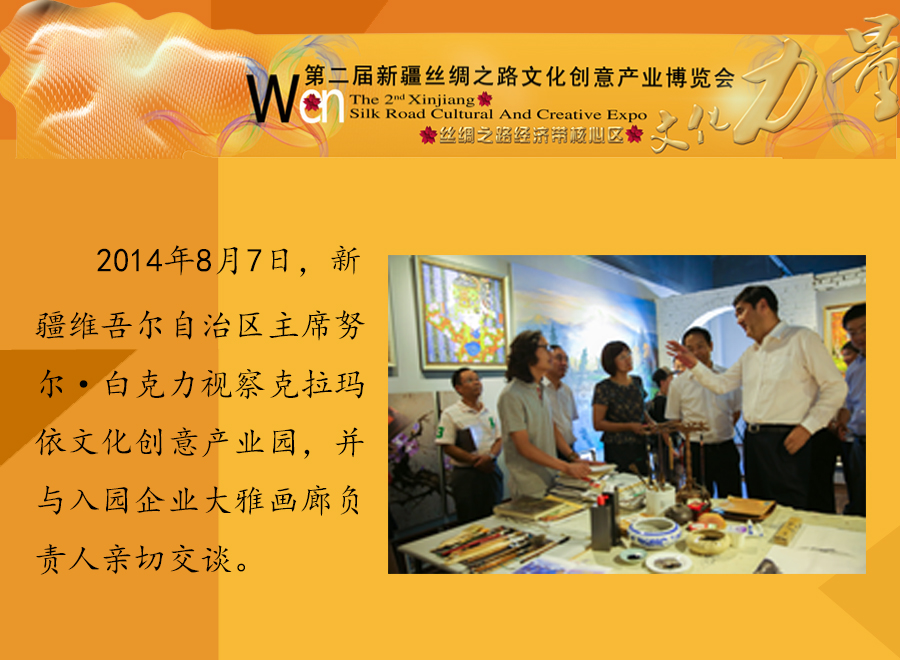 Wcn
第二届新疆丝绸之路文化创意产业博览会
The 2nd Xinjiang
Silk Road Cultural And Creative Expo
丝绸之路经济带核心区
文化力量
2014年8月7日，新
疆维吾尔自治区主席努
尔·白克力视察克拉玛
依文化创意产业园，并
与入园企业大雅画廊负
责人亲切交谈。